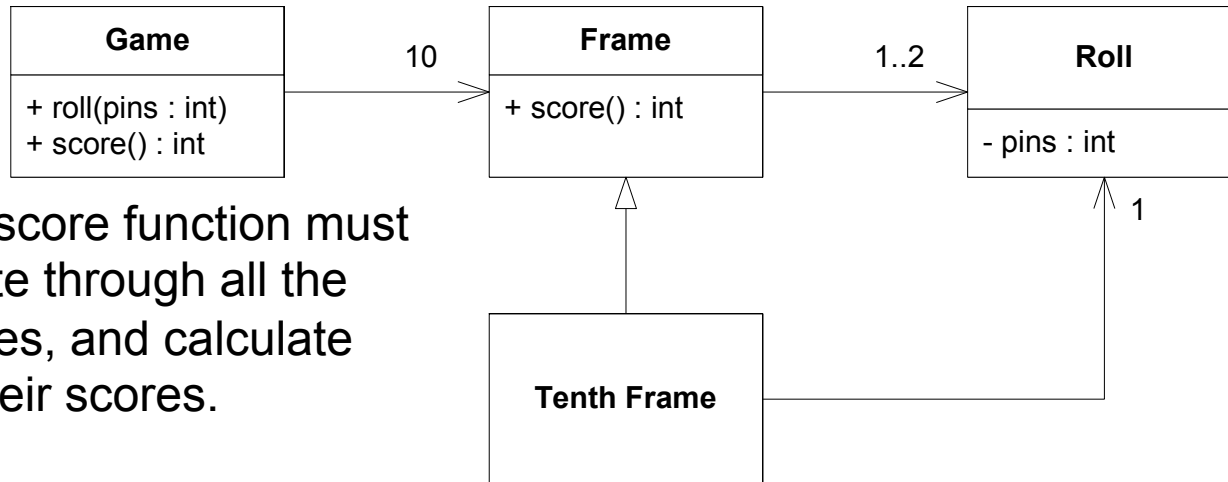 Game
+ roll(pins : int)
+ score() : int
10
Frame
+ score() : int
1..2
Roll
- pins : int
1
score function must
te through all the
es, and calculate
eir scores.
Tenth Frame